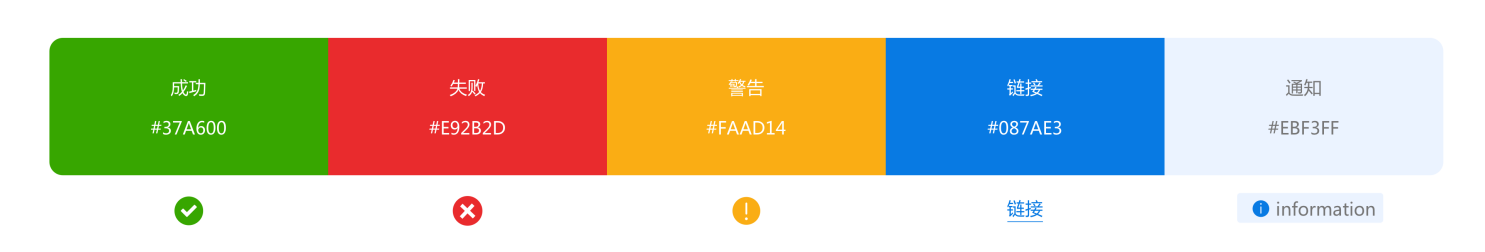 成功
#37A600
失败
#E92B2D
警告
#FAAD14
链接
#087AE3
通知
#EBF3FF
链接
information